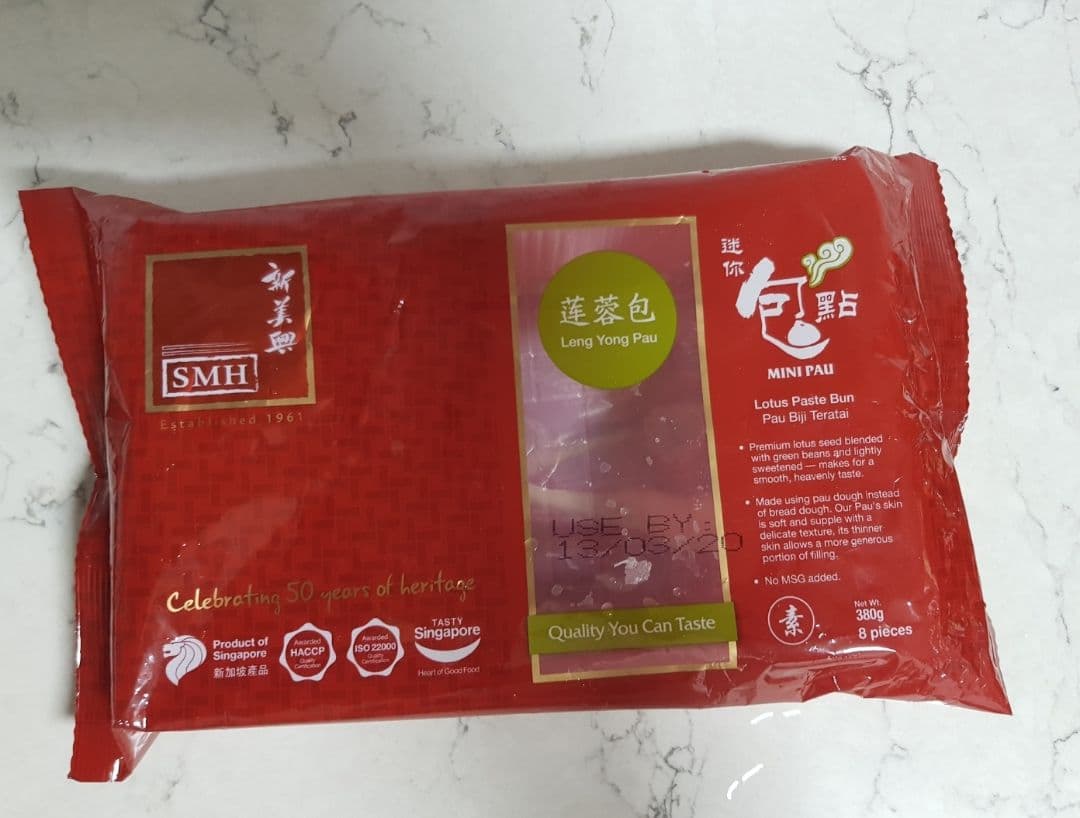 新美興
SMH
Established 1961
Celebrating 50 years of heritage
Product of
Singapore
新加坡產品
Awarded
HACCP
Quality
Certification
Awarded
ISO 22000
Quality
Certification
TASTY
Singapore
Heart of Good Food
莲蓉包
Leng Yong Pau
USE BY:
13/03/20
Quality You Can Taste
迷你
包點
MINI PAU
Lotus Paste Bun
Pau Biji Teratai
• Premium lotus seed blended
with green beans and lightly
sweetened — makes for a
smooth, heavenly taste.
• Made using pau dough instead
of bread dough. Our Pau's skin
is soft and supple with a
delicate texture, its thinner
skin allows a more generous
portion of filling.
• No MSG added.
素
Net Wt.
380g
8 pieces